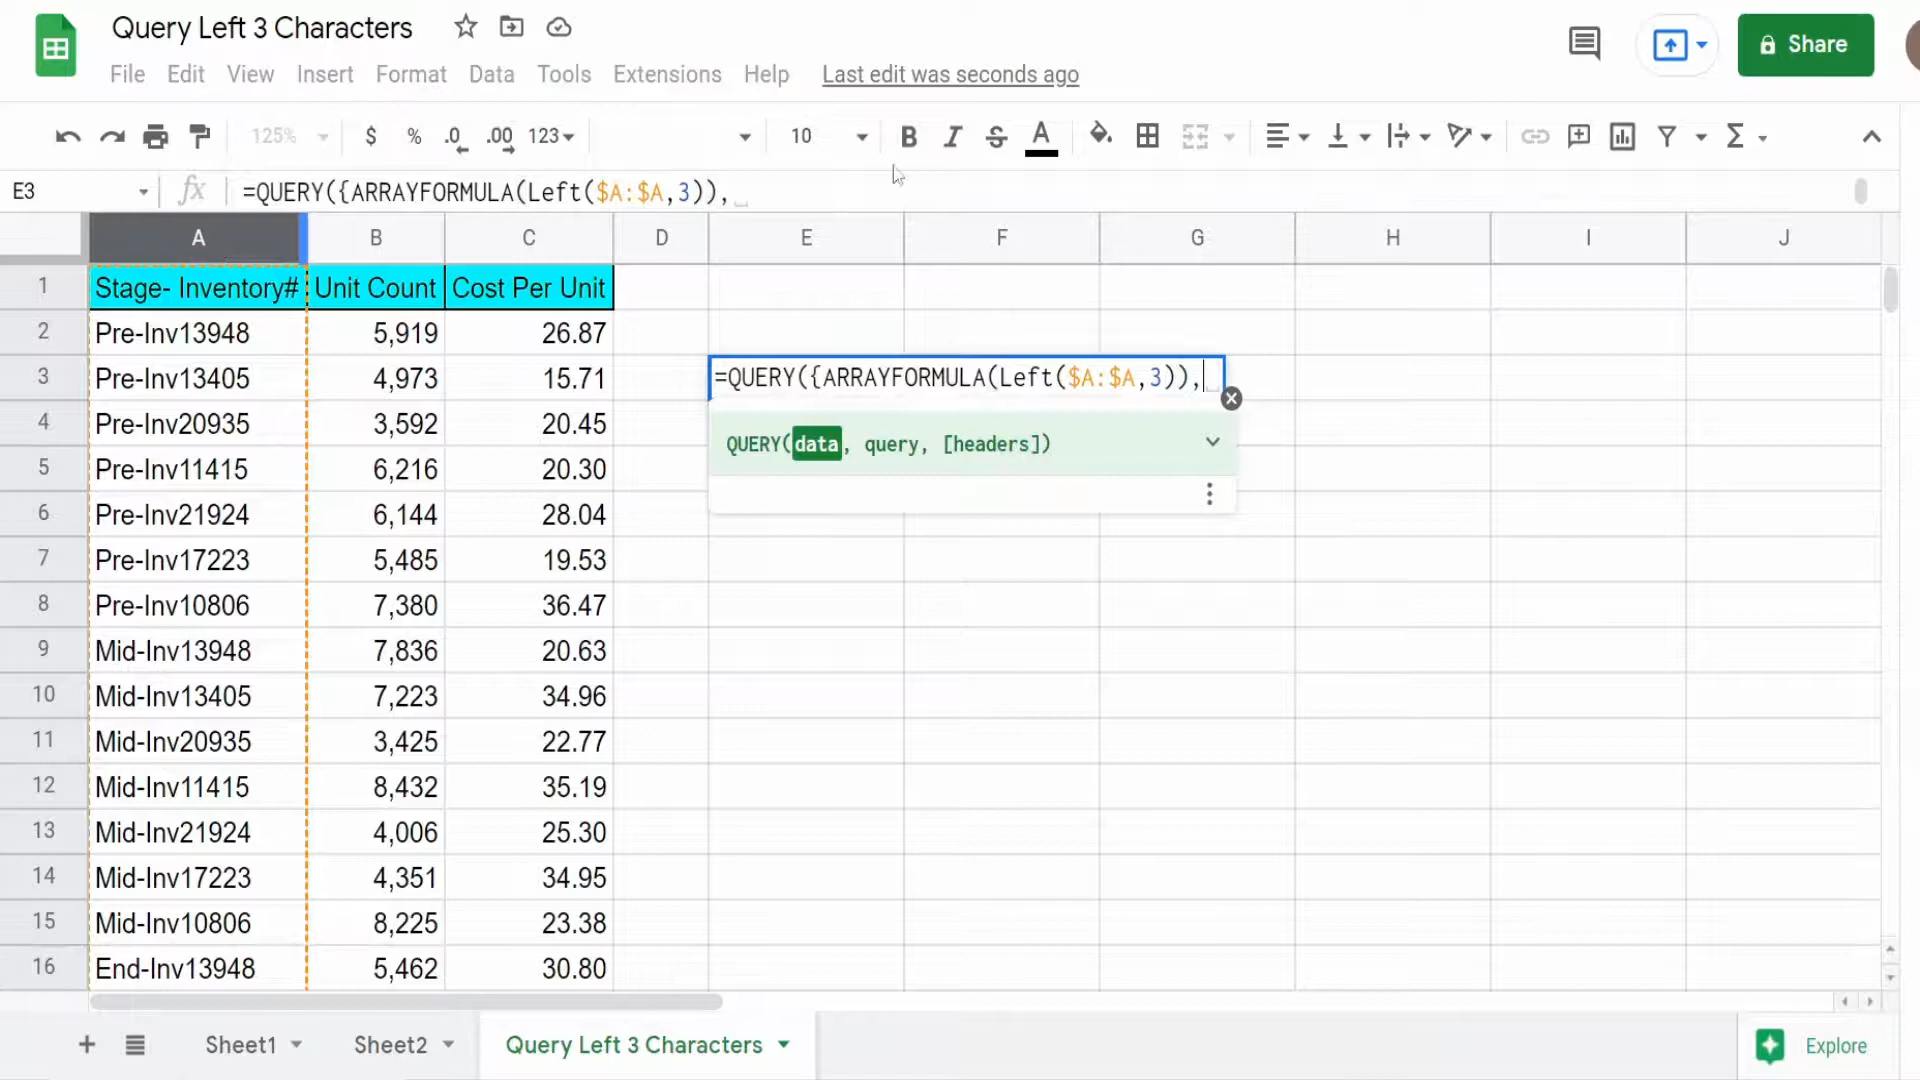 Query Left 3 Characters
Share
File Edit View Insert Format Data Tools Extensions Help Last edit was seconds ago
125% $ % .0 .00 123 10 B I S A Σ
E3 fx =QUERY({ARRAYFORMULA(Left($A:$A,3)),
A B C D E F G H I J
1 Stage- Inventory# Unit Count Cost Per Unit
2 Pre-Inv13948 5,919 26.87
3 Pre-Inv13405 4,973 15.71 =QUERY({ARRAYFORMULA(Left($A:$A,3)),
4 Pre-Inv20935 3,592 20.45 QUERY(data, query, [headers])
5 Pre-Inv11415 6,216 20.30
6 Pre-Inv21924 6,144 28.04
7 Pre-Inv17223 5,485 19.53
8 Pre-Inv10806 7,380 36.47
9 Mid-Inv13948 7,836 20.63
10 Mid-Inv13405 7,223 34.96
11 Mid-Inv20935 3,425 22.77
12 Mid-Inv11415 8,432 35.19
13 Mid-Inv21924 4,006 25.30
14 Mid-Inv17223 4,351 34.95
15 Mid-Inv10806 8,225 23.38
16 End-Inv13948 5,462 30.80
Sheet1 Sheet2 Query Left 3 Characters Explore